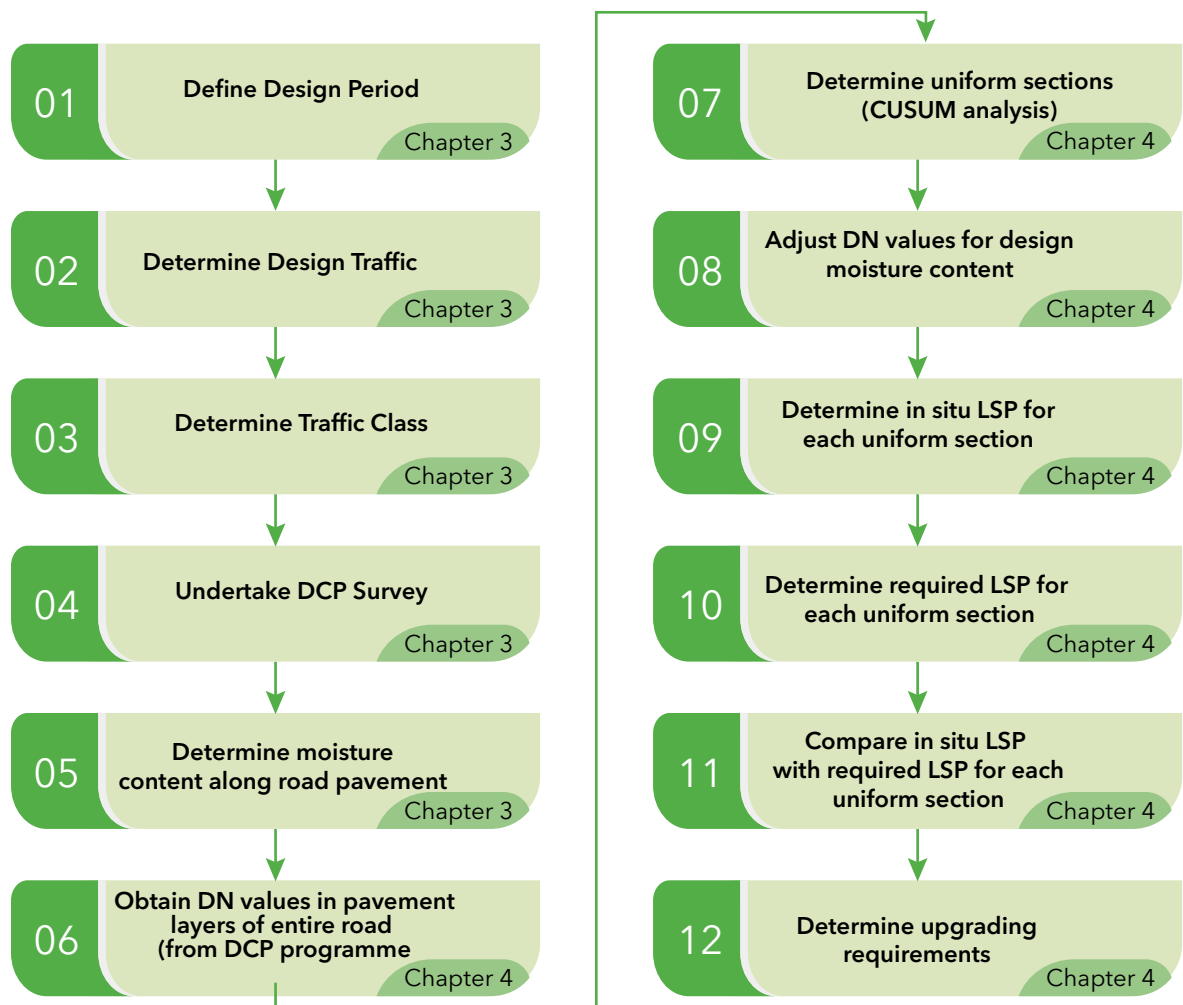 01
Define Design Period
Chapter 3
02
Determine Design Traffic
Chapter 3
03
Determine Traffic Class
Chapter 3
04
Undertake DCP Survey
Chapter 3
05
Determine moisture
content along road pavement
Chapter 3
06
Obtain DN values in pavement
layers of entire road
(from DCP programme
Chapter 4
07
Determine uniform sections
(CUSUM analysis)
Chapter 4
08
Adjust DN values for design
moisture content
Chapter 4
09
Determine in situ LSP for
each uniform section
Chapter 4
10
Determine required LSP for
each uniform section
Chapter 4
11
Compare in situ LSP
with required LSP for each
uniform section
Chapter 4
12
Determine upgrading
requirements
Chapter 4